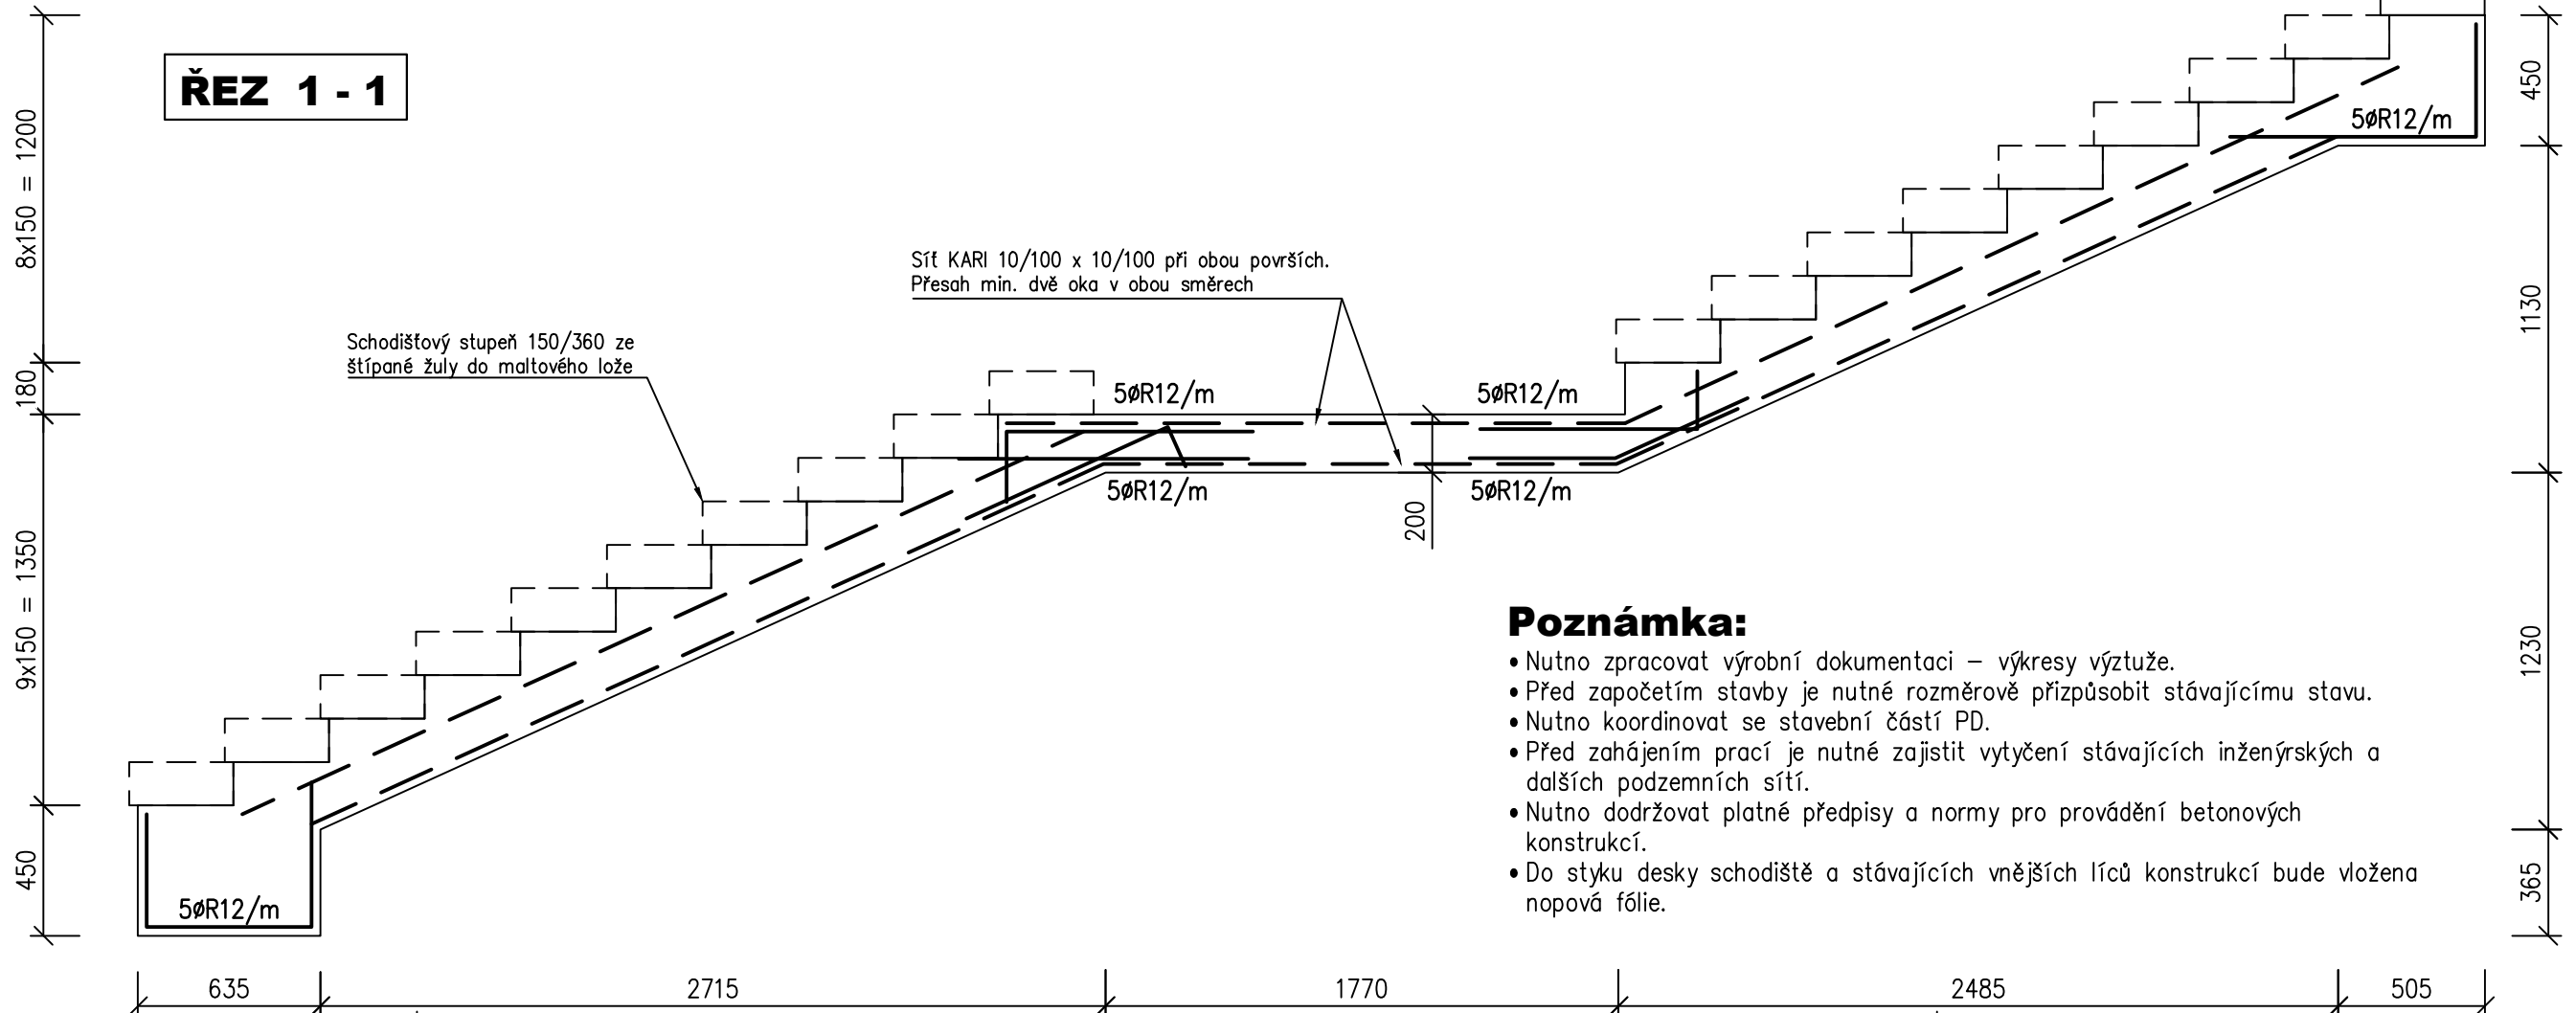 ŘEZ 1 - 1
8x150 = 1200
180
9x150 = 1350
450
Schodišťový stupeň 150/360 ze
štípané žuly do maltového lože
Síť KARI 10/100 x 10/100 při obou površích.
Přesah min. dvě oka v obou směrech
5øR12/m
5øR12/m
5øR12/m
5øR12/m
5øR12/m
5øR12/m
200
450
1130
1230
365
Poznámka:
• Nutno zpracovat výrobní dokumentaci – výkresy výztuže.
• Před započetím stavby je nutné rozměrově přizpůsobit stávajícímu stavu.
• Nutno koordinovat se stavební částí PD.
• Před zahájením prací je nutné zajistit vytyčení stávajících inženýrských a
dalších podzemních sítí.
• Nutno dodržovat platné předpisy a normy pro provádění betonových
konstrukcí.
• Do styku desky schodiště a stávajících vnějších líců konstrukcí bude vložena
nopová fólie.
635
2715
1770
2485
505